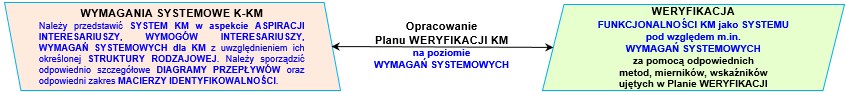 WYMAGANIA SYSTEMOWE K-KM
Należy przedstawić SYSTEM KM w aspekcie ASPIRACJI
INTERESARIUSZY, WYMOGÓW INTERESARIUSZY,
WYMAGAŃ SYSTEMOWYCH dla KM z uwzględnieniem ich
określonej STRUKTURY RODZAJOWEJ. Należy sporządzić
odpowiednio szczegółowe DIAGRAMY PRZEPŁYWÓW oraz
odpowiedni zakres MACIERZY IDENTYFIKOWALNOŚCI.
Opracowanie
Planu WERYFIKACJI KM
na poziomie
WYMAGAŃ SYSTEMOWYCH
WERYFIKACJA
FUNKCJONALNOŚCI KM jako SYSTEMU
pod względem m.in.
WYMAGAŃ SYSTEMOWYCH
za pomocą odpowiednich
metod, mierników, wskaźników
ujętych w Planie WERYFIKACJI